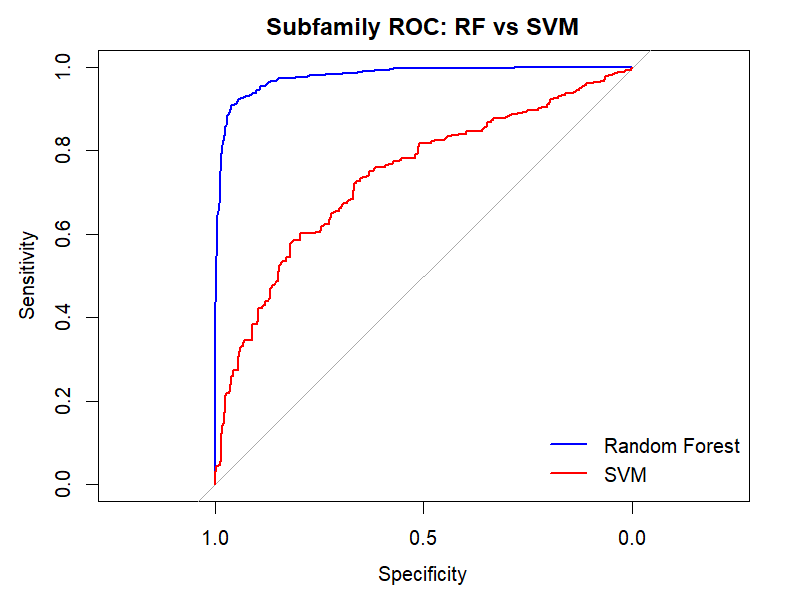 Subfamily ROC: RF vs SVM
Sensitivity
1.0
0.8
0.6
0.4
0.2
0.0
Random Forest
SVM
1.0 0.5 0.0
Specificity